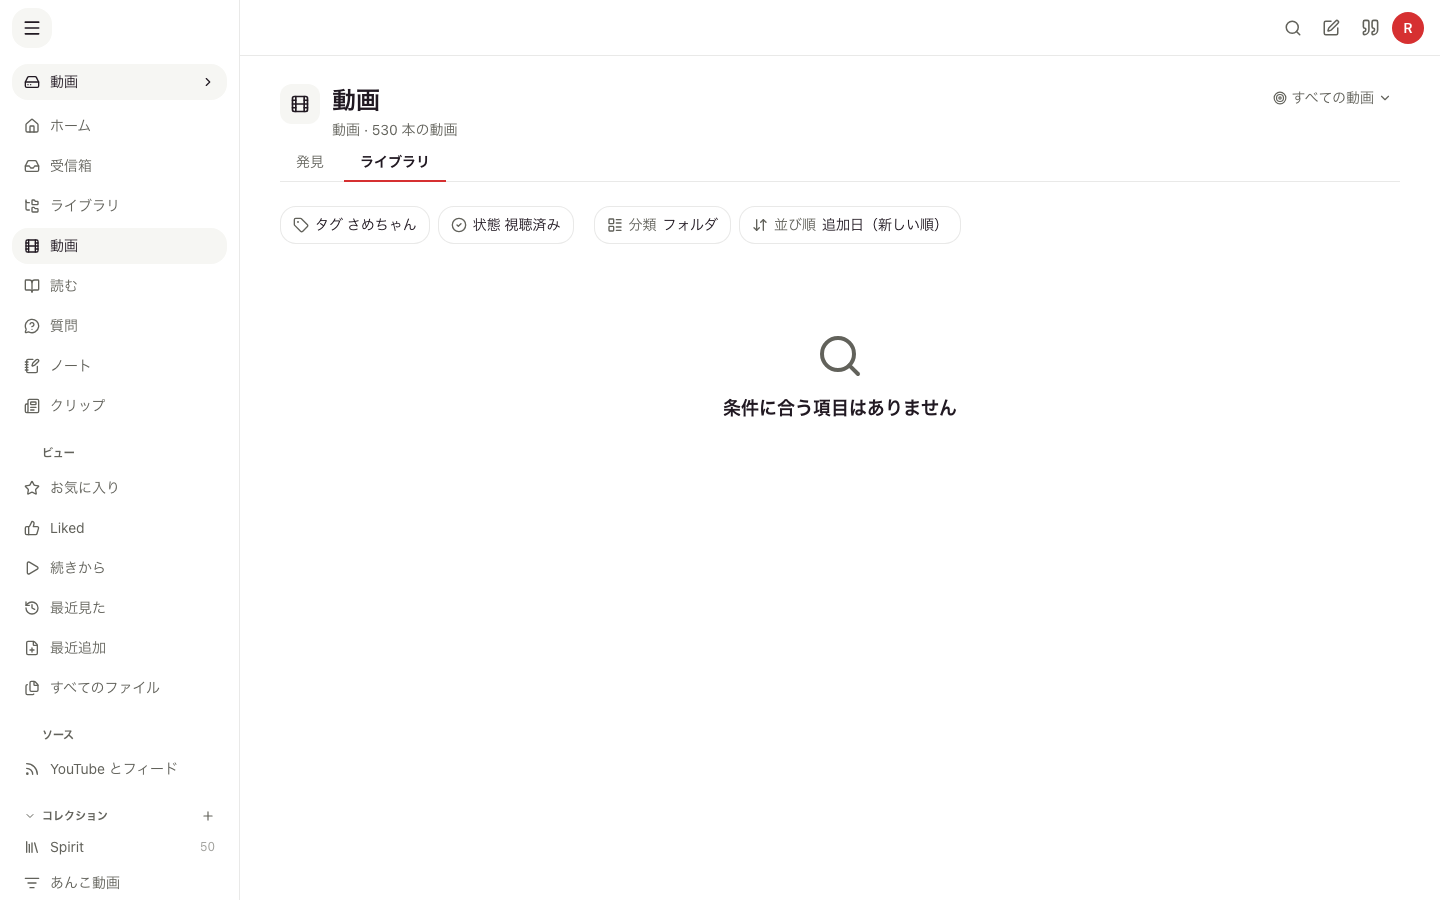 R
動画
ホーム
受信箱
ライブラリ
動画
読む
質問
ノート
クリップ
ビュー
お気に入り
Liked
続きから
最近見た
最近追加
すべてのファイル
ソース
YouTube とフィード
コレクション
Spirit 50
あんこ動画
動画
動画 · 530 本の動画
すべての動画
発見 ライブラリ
タグ さめちゃん 状態 視聴済み 分類 フォルダ 並び順 追加日（新しい順）
条件に合う項目はありません